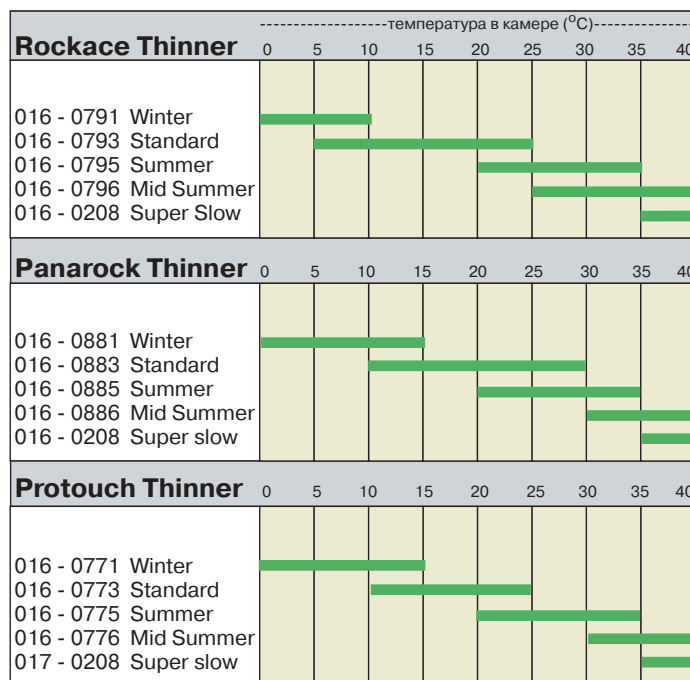 температура в камере (°C)
Rockace Thinner 0 5 10 15 20 25 30 35 40
016 - 0791 Winter
016 - 0793 Standard
016 - 0795 Summer
016 - 0796 Mid Summer
016 - 0208 Super Slow
Panarock Thinner 0 5 10 15 20 25 30 35 40
016 - 0881 Winter
016 - 0883 Standard
016 - 0885 Summer
016 - 0886 Mid Summer
016 - 0208 Super slow
Protouch Thinner 0 5 10 15 20 25 30 35 40
016 - 0771 Winter
016 - 0773 Standard
016 - 0775 Summer
016 - 0776 Mid Summer
017 - 0208 Super slow